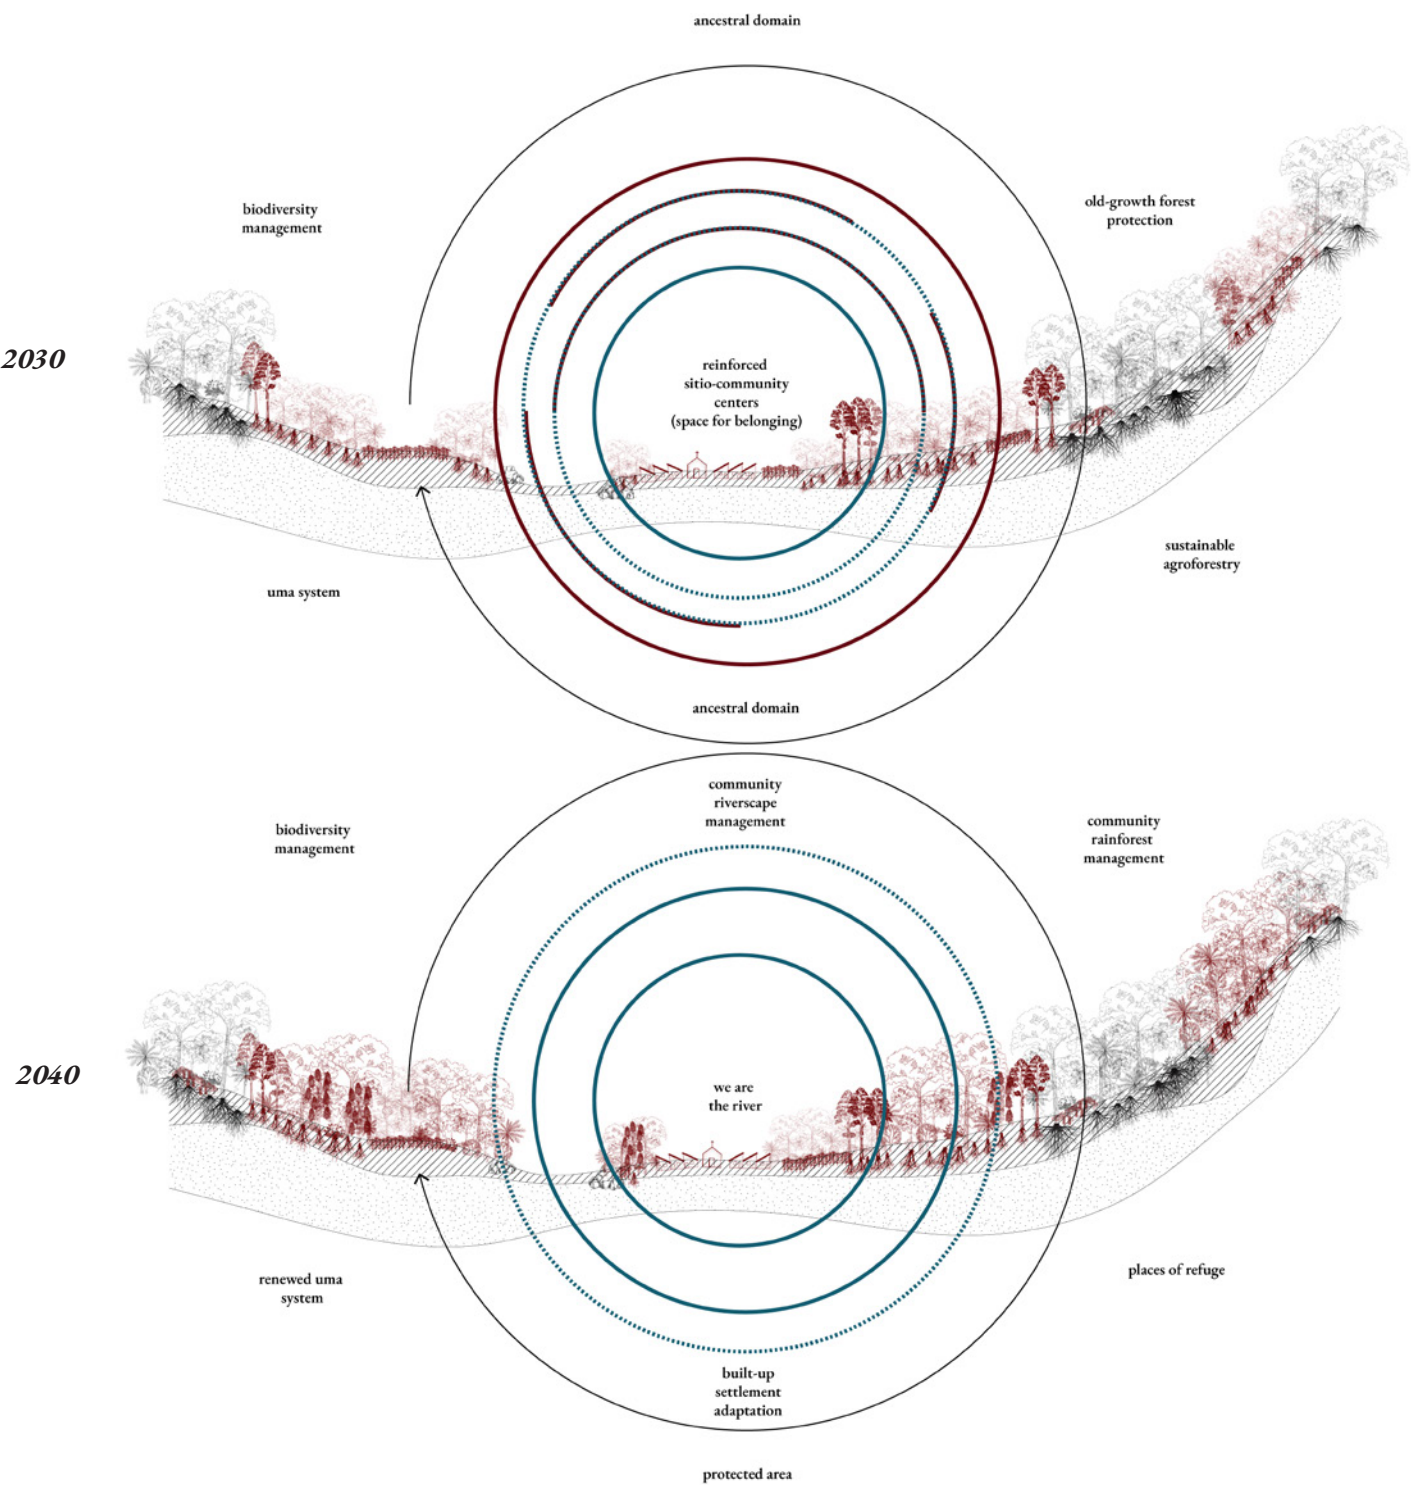 ancestral domain
biodiversity
management
old-growth forest
protection
2030
reinforced
sitio-community
centers
(space for belonging)
sustainable
agroforestry
uma system
ancestral domain
community
riverscape
management
biodiversity
management
community
rainforest
management
2040
we are
the river
renewed uma
system
places of refuge
built-up
settlement
adaptation
protected area